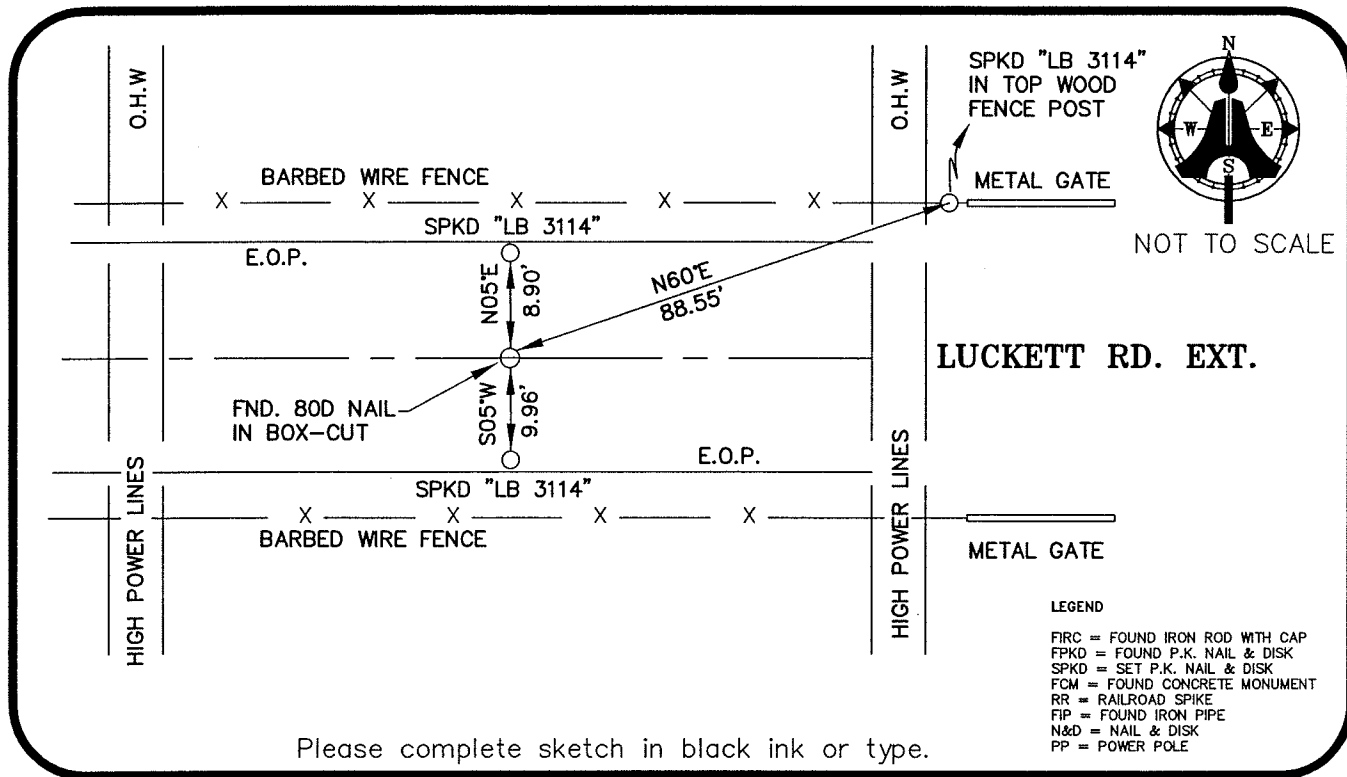 O.H.W
O.H.W
SPKD "LB 3114"
IN TOP WOOD
FENCE POST
N
W
E
S
BARBED WIRE FENCE
X X X X X
METAL GATE
SPKD "LB 3114"
E.O.P.
NOT TO SCALE
N05°E
8.90'
N60°E
88.55'
LUCKETT RD. EXT.
FND. 80D NAIL
IN BOX-CUT
S05°W
9.96'
E.O.P.
SPKD "LB 3114"
X X X X
BARBED WIRE FENCE
METAL GATE
HIGH POWER LINES
HIGH POWER LINES
LEGEND
FIRC = FOUND IRON ROD WITH CAP
FPKD = FOUND P.K. NAIL & DISK
SPKD = SET P.K. NAIL & DISK
FCM = FOUND CONCRETE MONUMENT
RR = RAILROAD SPIKE
FIP = FOUND IRON PIPE
N&D = NAIL & DISK
PP = POWER POLE
Please complete sketch in black ink or type.